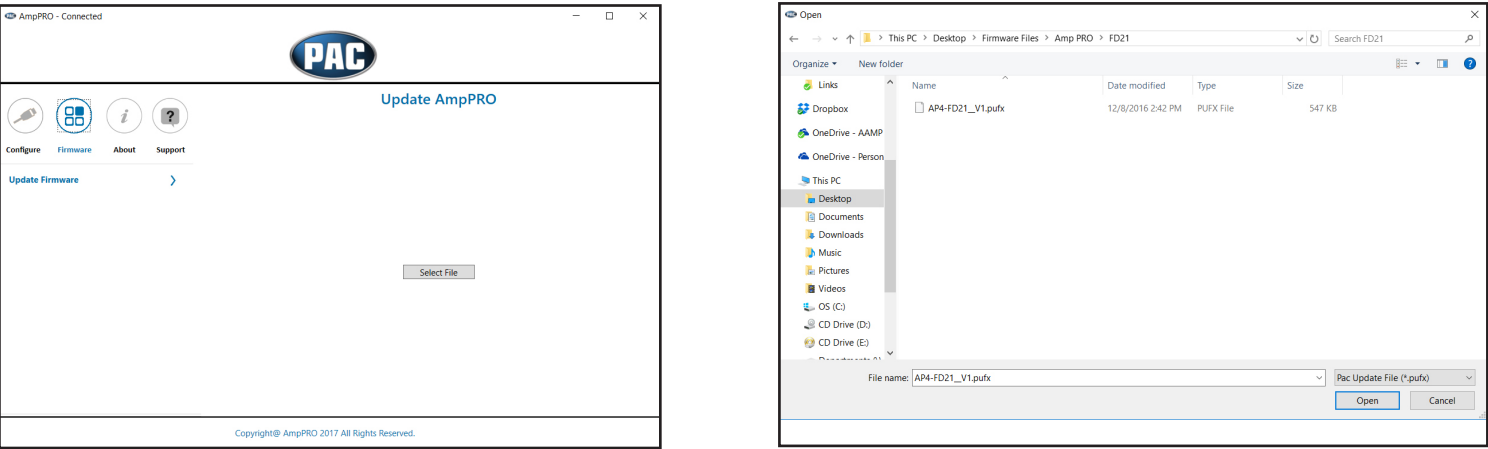 AmpPRO - Connected
PAC
Update AmpPRO
Configure Firmware About Support
Update Firmware
Select File
Copyright@ AmpPRO 2017 All Rights Reserved.
Open
This PC > Desktop > Firmware Files > Amp PRO > FD21
Search FD21
Organize New folder
Name Date modified Type Size
AP4-FD21__V1.pufx 12/8/2016 2:42 PM PUFX File 547 KB
Links
Dropbox
OneDrive - AAMP
OneDrive - Person
This PC
Desktop
Documents
Downloads
Music
Pictures
Videos
OS (C:)
CD Drive (D:)
CD Drive (E:)
File name: AP4-FD21__V1.pufx
Pac Update File (*.pufx)
Open Cancel